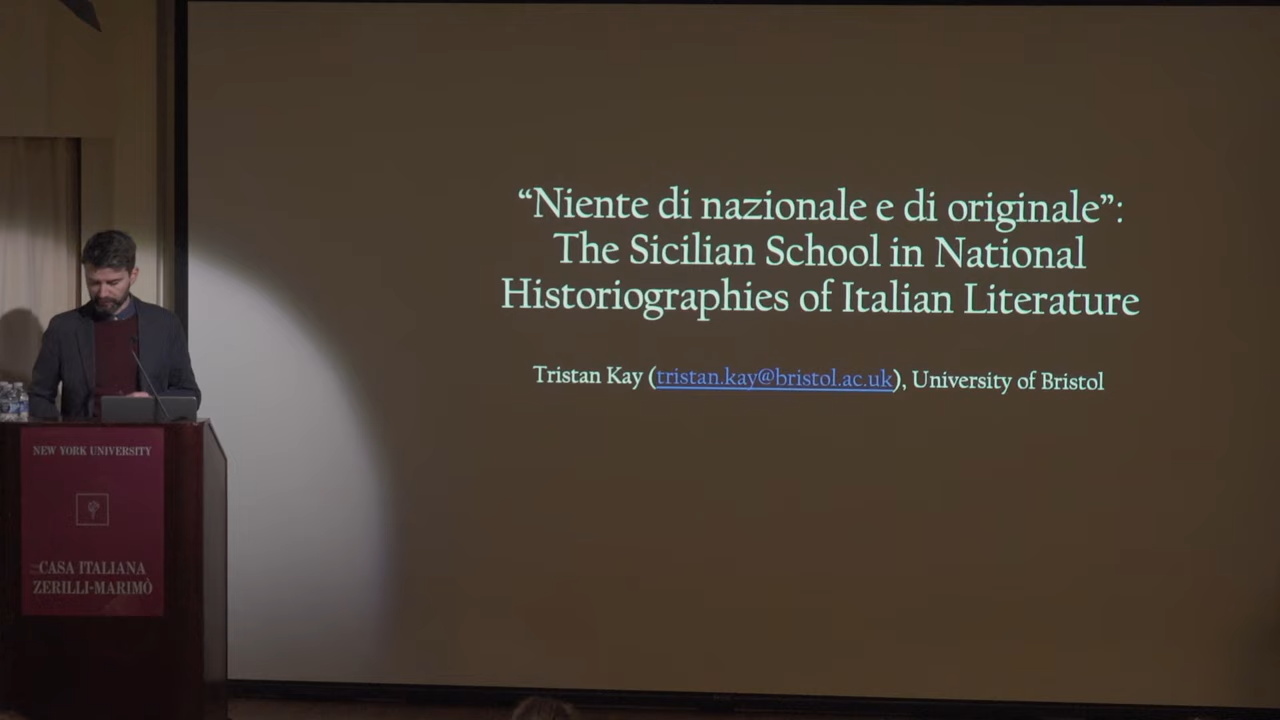 “Niente di nazionale e di originale”:
The Sicilian School in National
Historiographies of Italian Literature
Tristan Kay (tristan.kay@bristol.ac.uk), University of Bristol
NEW YORK UNIVERSITY
CASA ITALIANA
ZERILLI-MARIMÒ